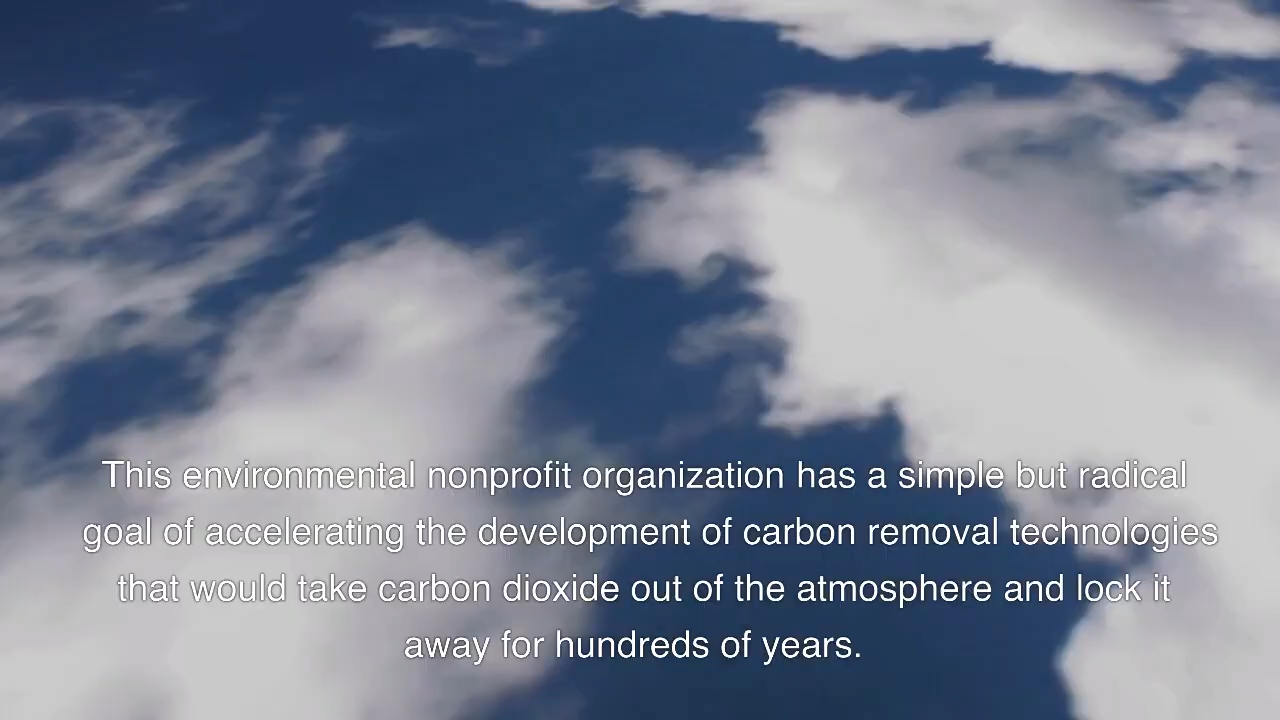 This environmental nonprofit organization has a simple but radical
goal of accelerating the development of carbon removal technologies
that would take carbon dioxide out of the atmosphere and lock it
away for hundreds of years.